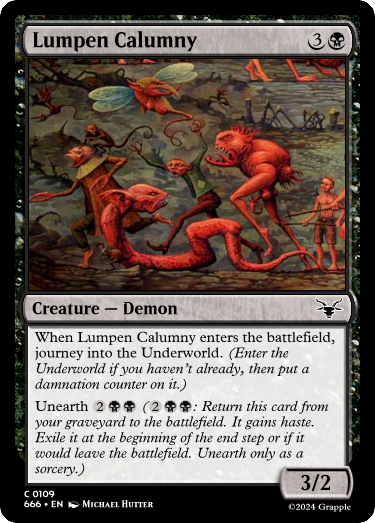 Lumpen Calumny 3
Creature — Demon
When Lumpen Calumny enters the battlefield,
journey into the Underworld. (Enter the
Underworld if you haven't already, then put a
damnation counter on it.)
Unearth 2 (2: Return this card from
your graveyard to the battlefield. It gains haste.
Exile it at the beginning of the end step or if it
would leave the battlefield. Unearth only as a
sorcery.)
3/2
C 0109
666 • EN Michael Hutter
©2024 Grapple